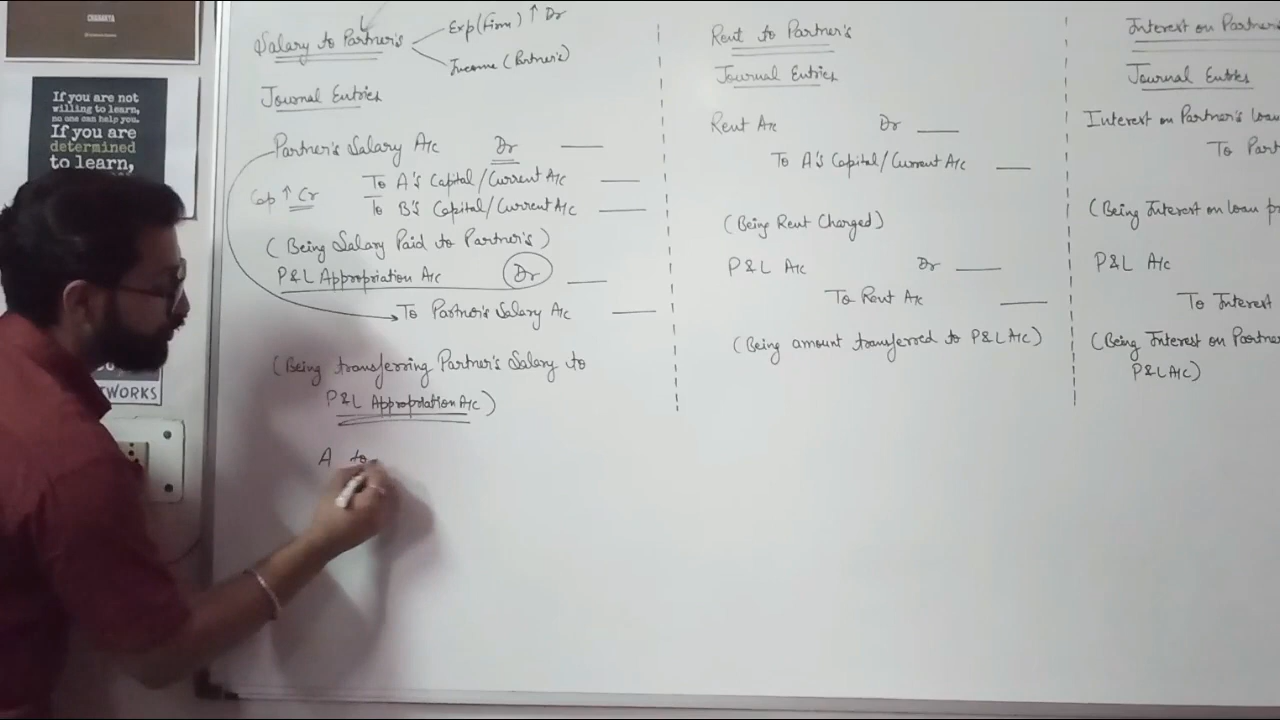 CHANAKYA
If you are not
willing to learn,
no one can help you.
If you are
determined
to learn,
WORKS
Salary to Partner's
Exp (Firm) ↑ Dr
Income (Partner's)
Journal Entries
Partner's Salary A/c Dr
Cap ↑ Cr
To A's Capital/Current A/c
To B's Capital/Current A/c
(Being Salary Paid to Partner's)
P&L Appropriation A/c Dr
To Partner's Salary A/c
(Being transferring Partner's Salary to
P&L Appropriation A/c)
A to
Rent to Partner's
Journal Entries
Rent A/c Dr
To A's Capital/Current A/c
(Being Rent Charged)
P&L A/c Dr
To Rent A/c
(Being amount transferred to P&L A/c)
Interest on Partner
Journal Entries
Interest on Partner's Loan
To Part
(Being Interest on Loan pr
P&L A/c
To Interest
(Being Interest on Partner
P&L A/c)